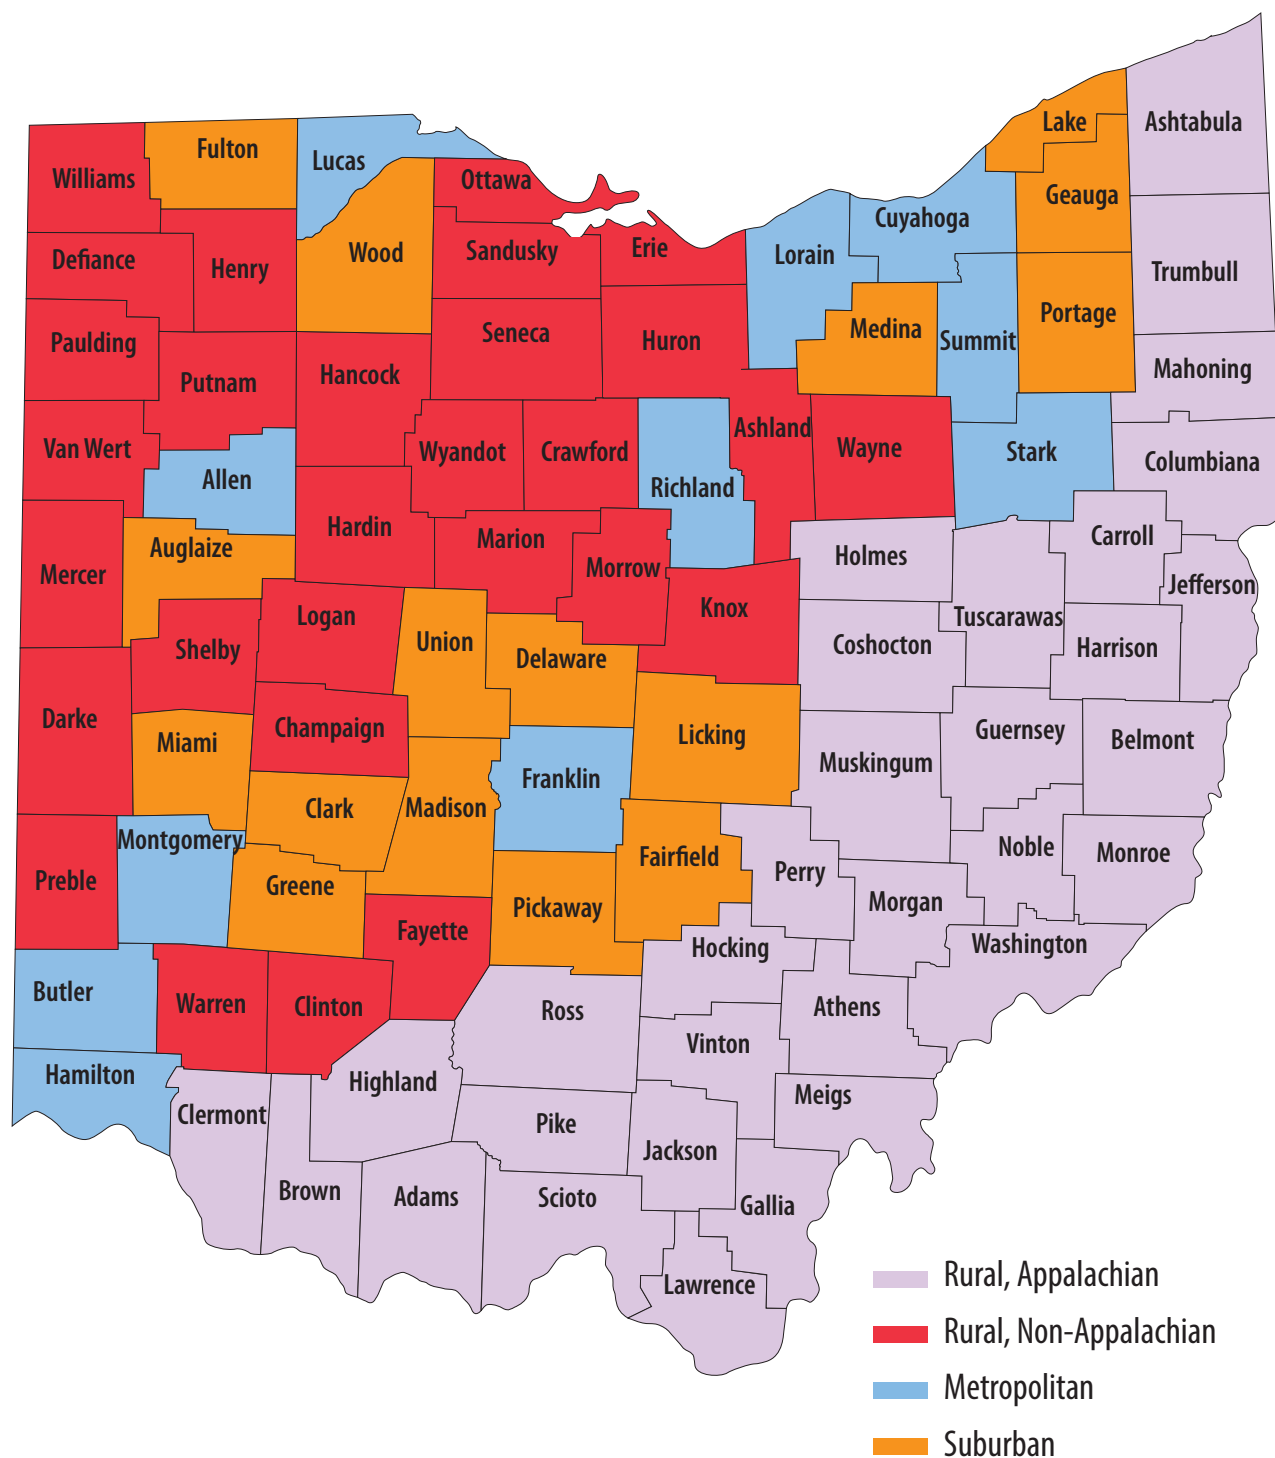 Lake
Ashtabula
Fulton
Lucas
Williams
Ottawa
Geauga
Cuyahoga
Wood
Sandusky
Erie
Lorain
Defiance
Henry
Trumbull
Portage
Medina
Summit
Seneca
Huron
Paulding
Putnam
Hancock
Mahoning
Ashland
Wayne
Stark
Columbiana
Van Wert
Wyandot
Crawford
Allen
Richland
Hardin
Marion
Carroll
Auglaize
Holmes
Mercer
Morrow
Jefferson
Logan
Knox
Tuscarawas
Union
Coshocton
Harrison
Shelby
Delaware
Darke
Champaign
Miami
Licking
Guernsey
Belmont
Muskingum
Franklin
Clark
Madison
Montgomery
Noble
Monroe
Fairfield
Perry
Preble
Greene
Pickaway
Morgan
Fayette
Hocking
Washington
Butler
Warren
Clinton
Ross
Athens
Vinton
Hamilton
Highland
Meigs
Clermont
Pike
Jackson
Brown
Adams
Scioto
Gallia
Lawrence
Rural, Appalachian
Rural, Non-Appalachian
Metropolitan
Suburban